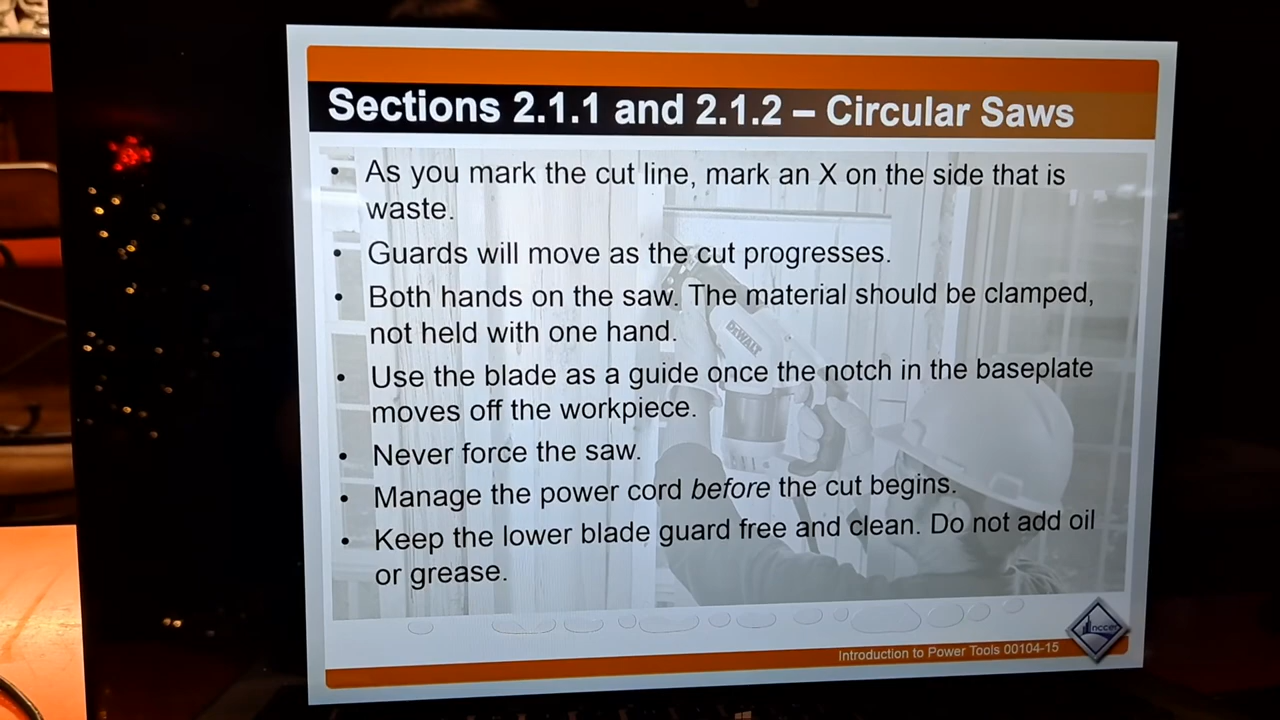 Sections 2.1.1 and 2.1.2 – Circular Saws
• As you mark the cut line, mark an X on the side that is
waste.
• Guards will move as the cut progresses.
• Both hands on the saw. The material should be clamped,
not held with one hand.
• Use the blade as a guide once the notch in the baseplate
moves off the workpiece.
• Never force the saw.
• Manage the power cord before the cut begins.
• Keep the lower blade guard free and clean. Do not add oil
or grease.
DEWALT
nccer
Introduction to Power Tools 00104-15